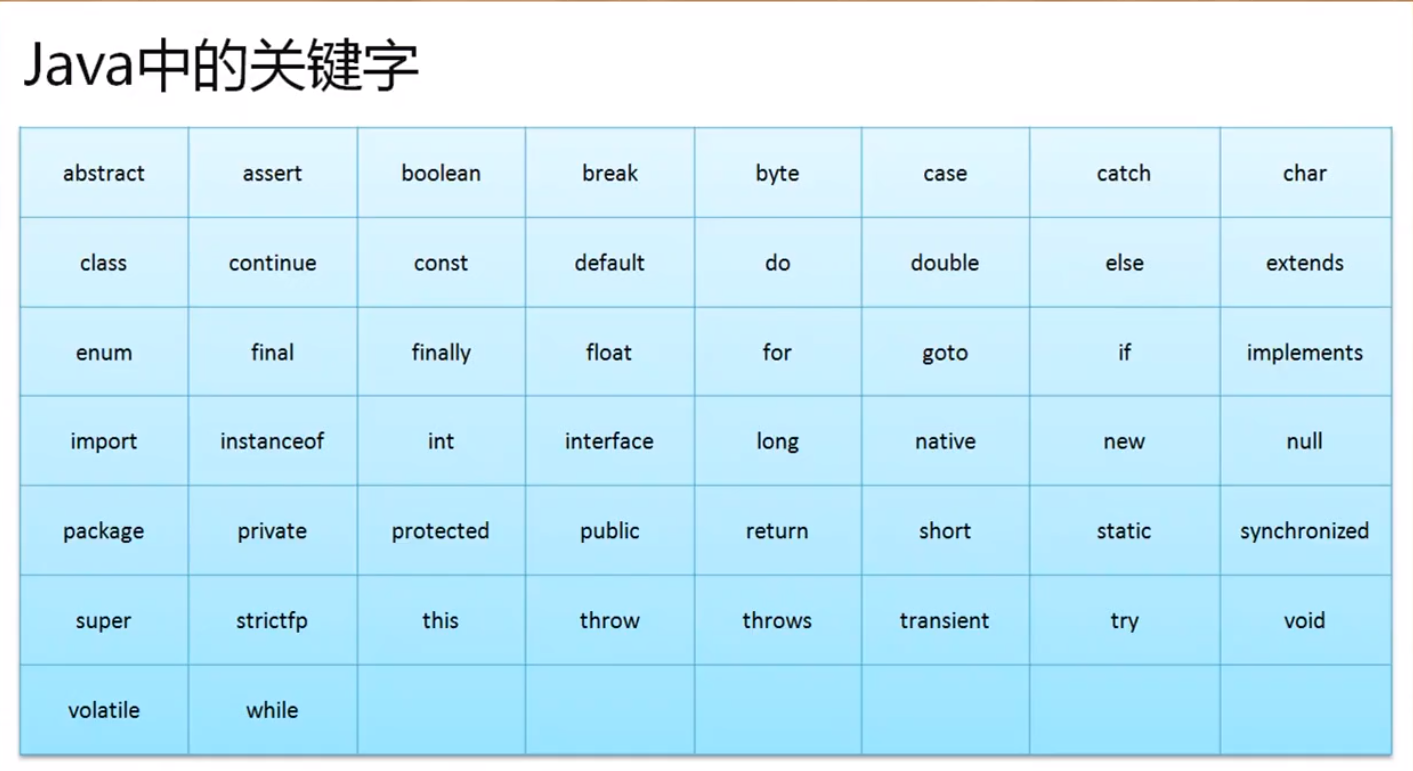 Java中的关键字
abstract assert boolean break byte case catch char
class continue const default do double else extends
enum final finally float for goto if implements
import instanceof int interface long native new null
package private protected public return short static synchronized
super strictfp this throw throws transient try void
volatile while